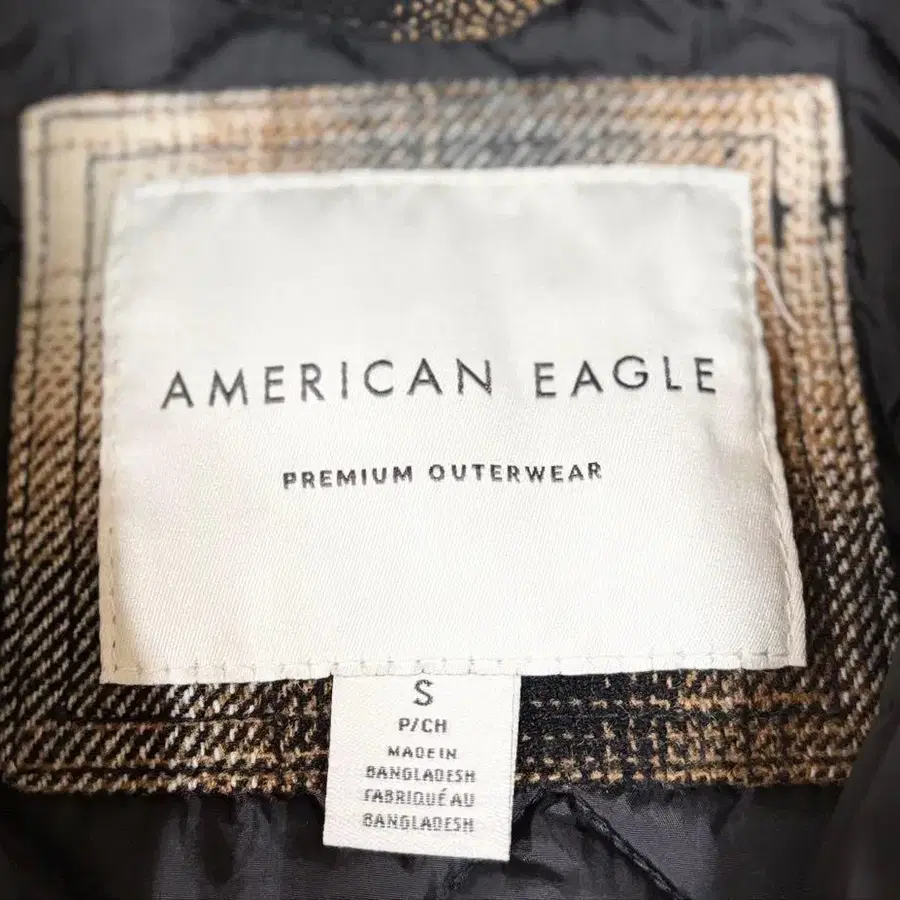 AMERICAN EAGLE
PREMIUM OUTERWEAR
S
P/CH
MADE IN
BANGLADESH
FABRIQUÉ AU
BANGLADESH